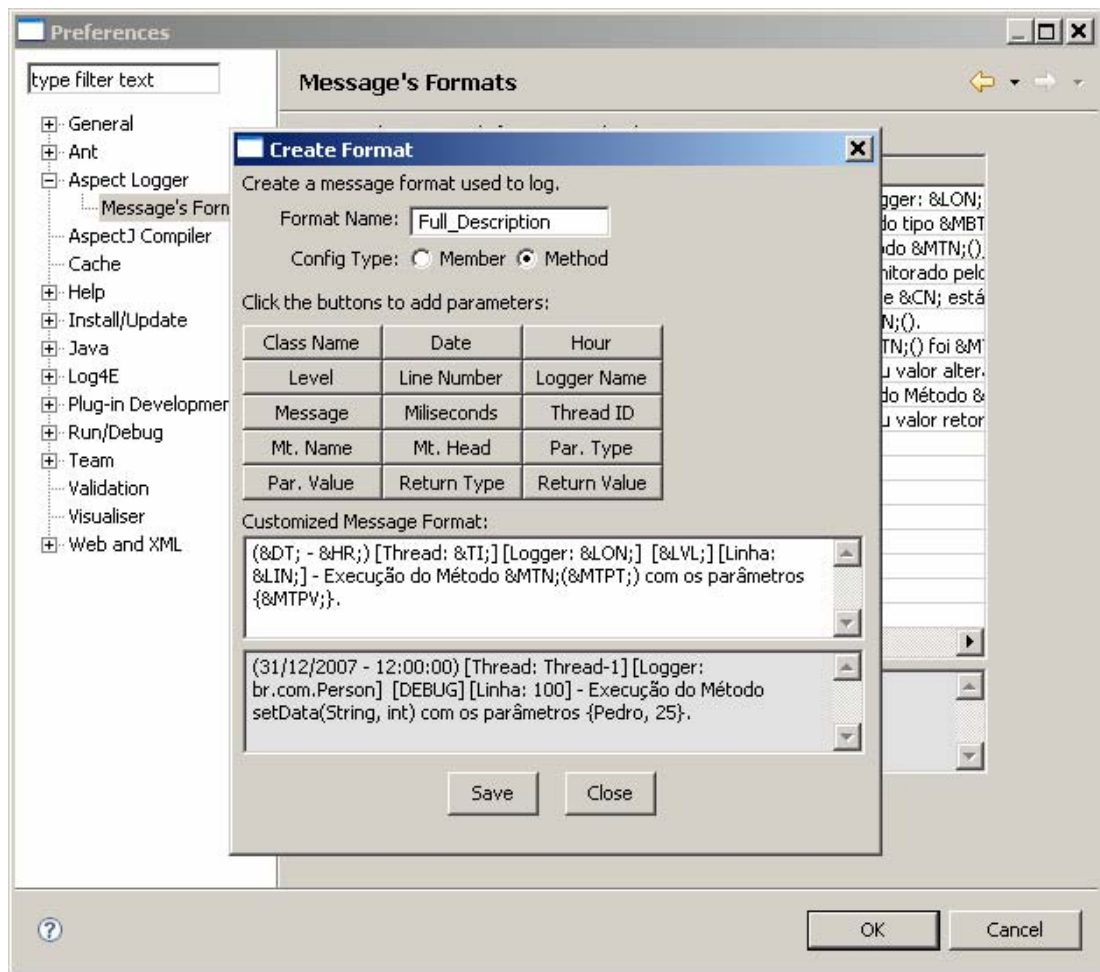 Preferences
type filter text
Message's Formats
General
Ant
Aspect Logger
Message's Form
AspectJ Compiler
Cache
Help
Install/Update
Java
Log4E
Plug-in Developmer
Run/Debug
Team
Validation
Visualiser
Web and XML
Create Format
Create a message format used to log.
Format Name: Full_Description
Config Type: Member Method
Click the buttons to add parameters:
Class Name Date Hour
Level Line Number Logger Name
Message Miliseconds Thread ID
Mt. Name Mt. Head Par. Type
Par. Value Return Type Return Value
Customized Message Format:
(&DT; - &HR;) [Thread: &TI;] [Logger: &LON;] [&LVL;] [Linha:
&LIN;] - Execução do Método &MTN;(&MTPT;) com os parâmetros
{&MTPV;}.
(31/12/2007 - 12:00:00) [Thread: Thread-1] [Logger:
br.com.Person] [DEBUG] [Linha: 100] - Execução do Método
setData(String, int) com os parâmetros {Pedro, 25}.
Save Close
gger: &LON;
do tipo &MBT
do &MTN;()
nitorado pelo
e &CN; está
N;().
TN;() foi &M
u valor alter
do Método &
u valor retor
OK Cancel